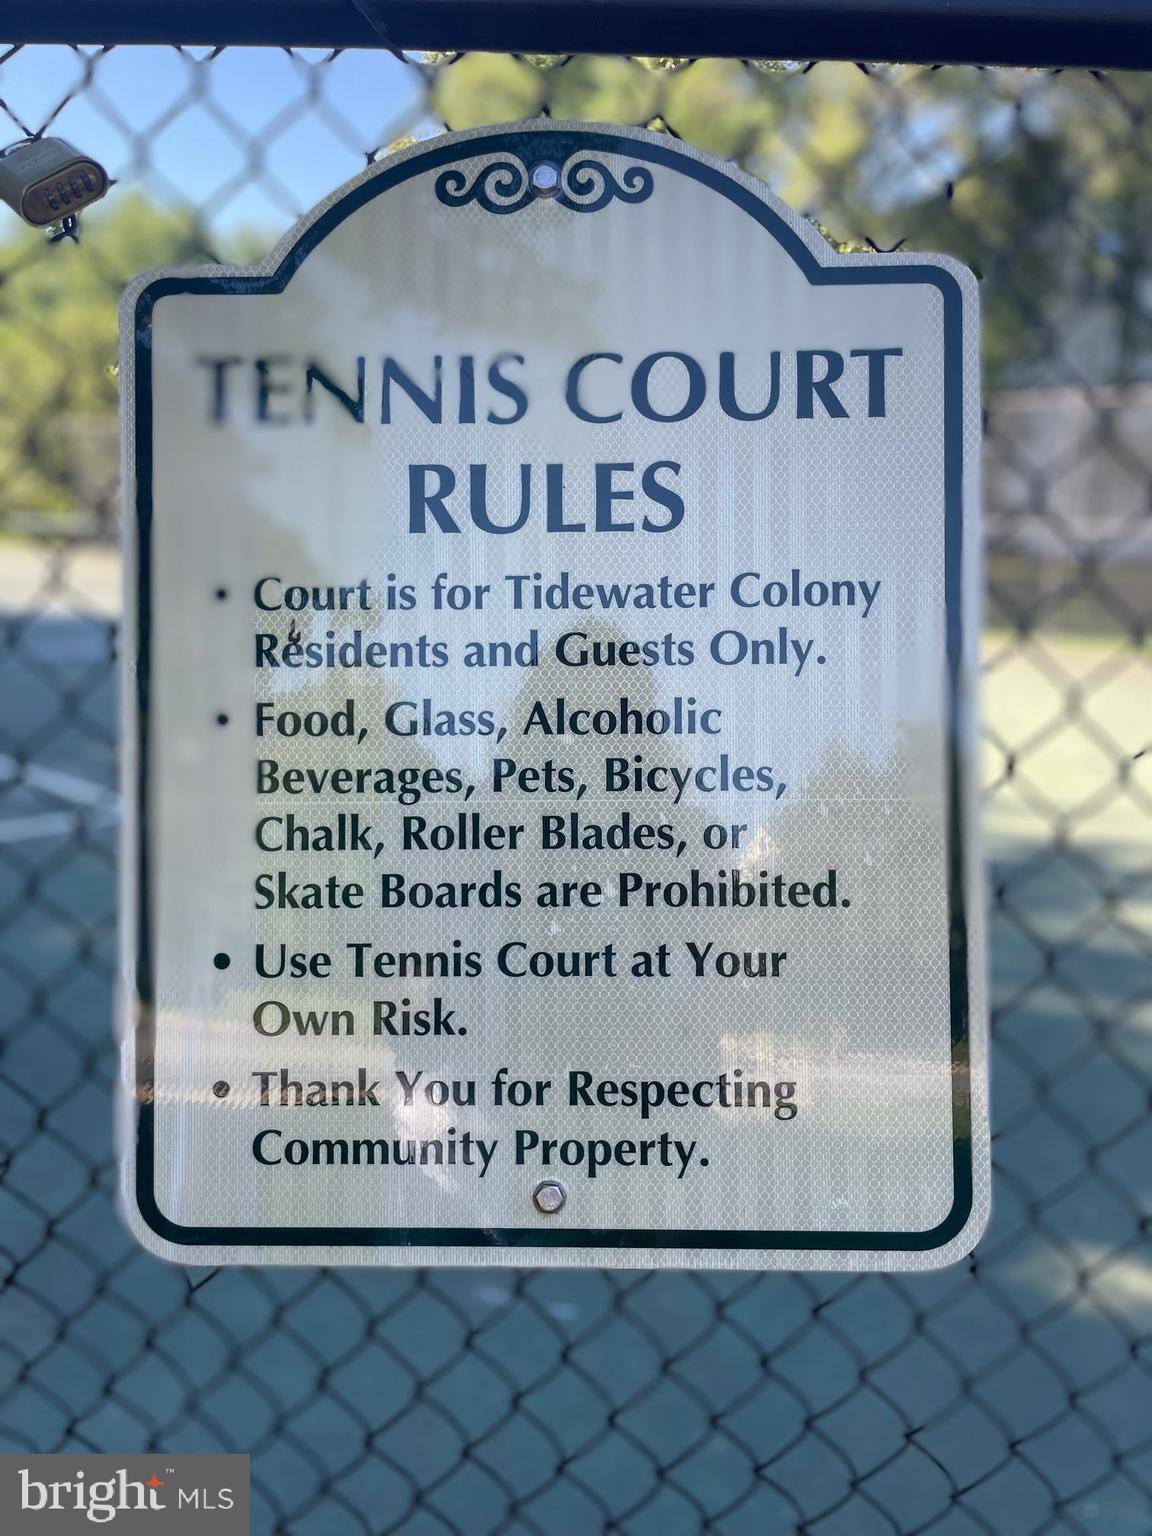 TENNIS COURT
RULES
• Court is for Tidewater Colony
Residents and Guests Only.
• Food, Glass, Alcoholic
Beverages, Pets, Bicycles,
Chalk, Roller Blades, or
Skate Boards are Prohibited.
• Use Tennis Court at Your
Own Risk.
• Thank You for Respecting
Community Property.
bright™ MLS